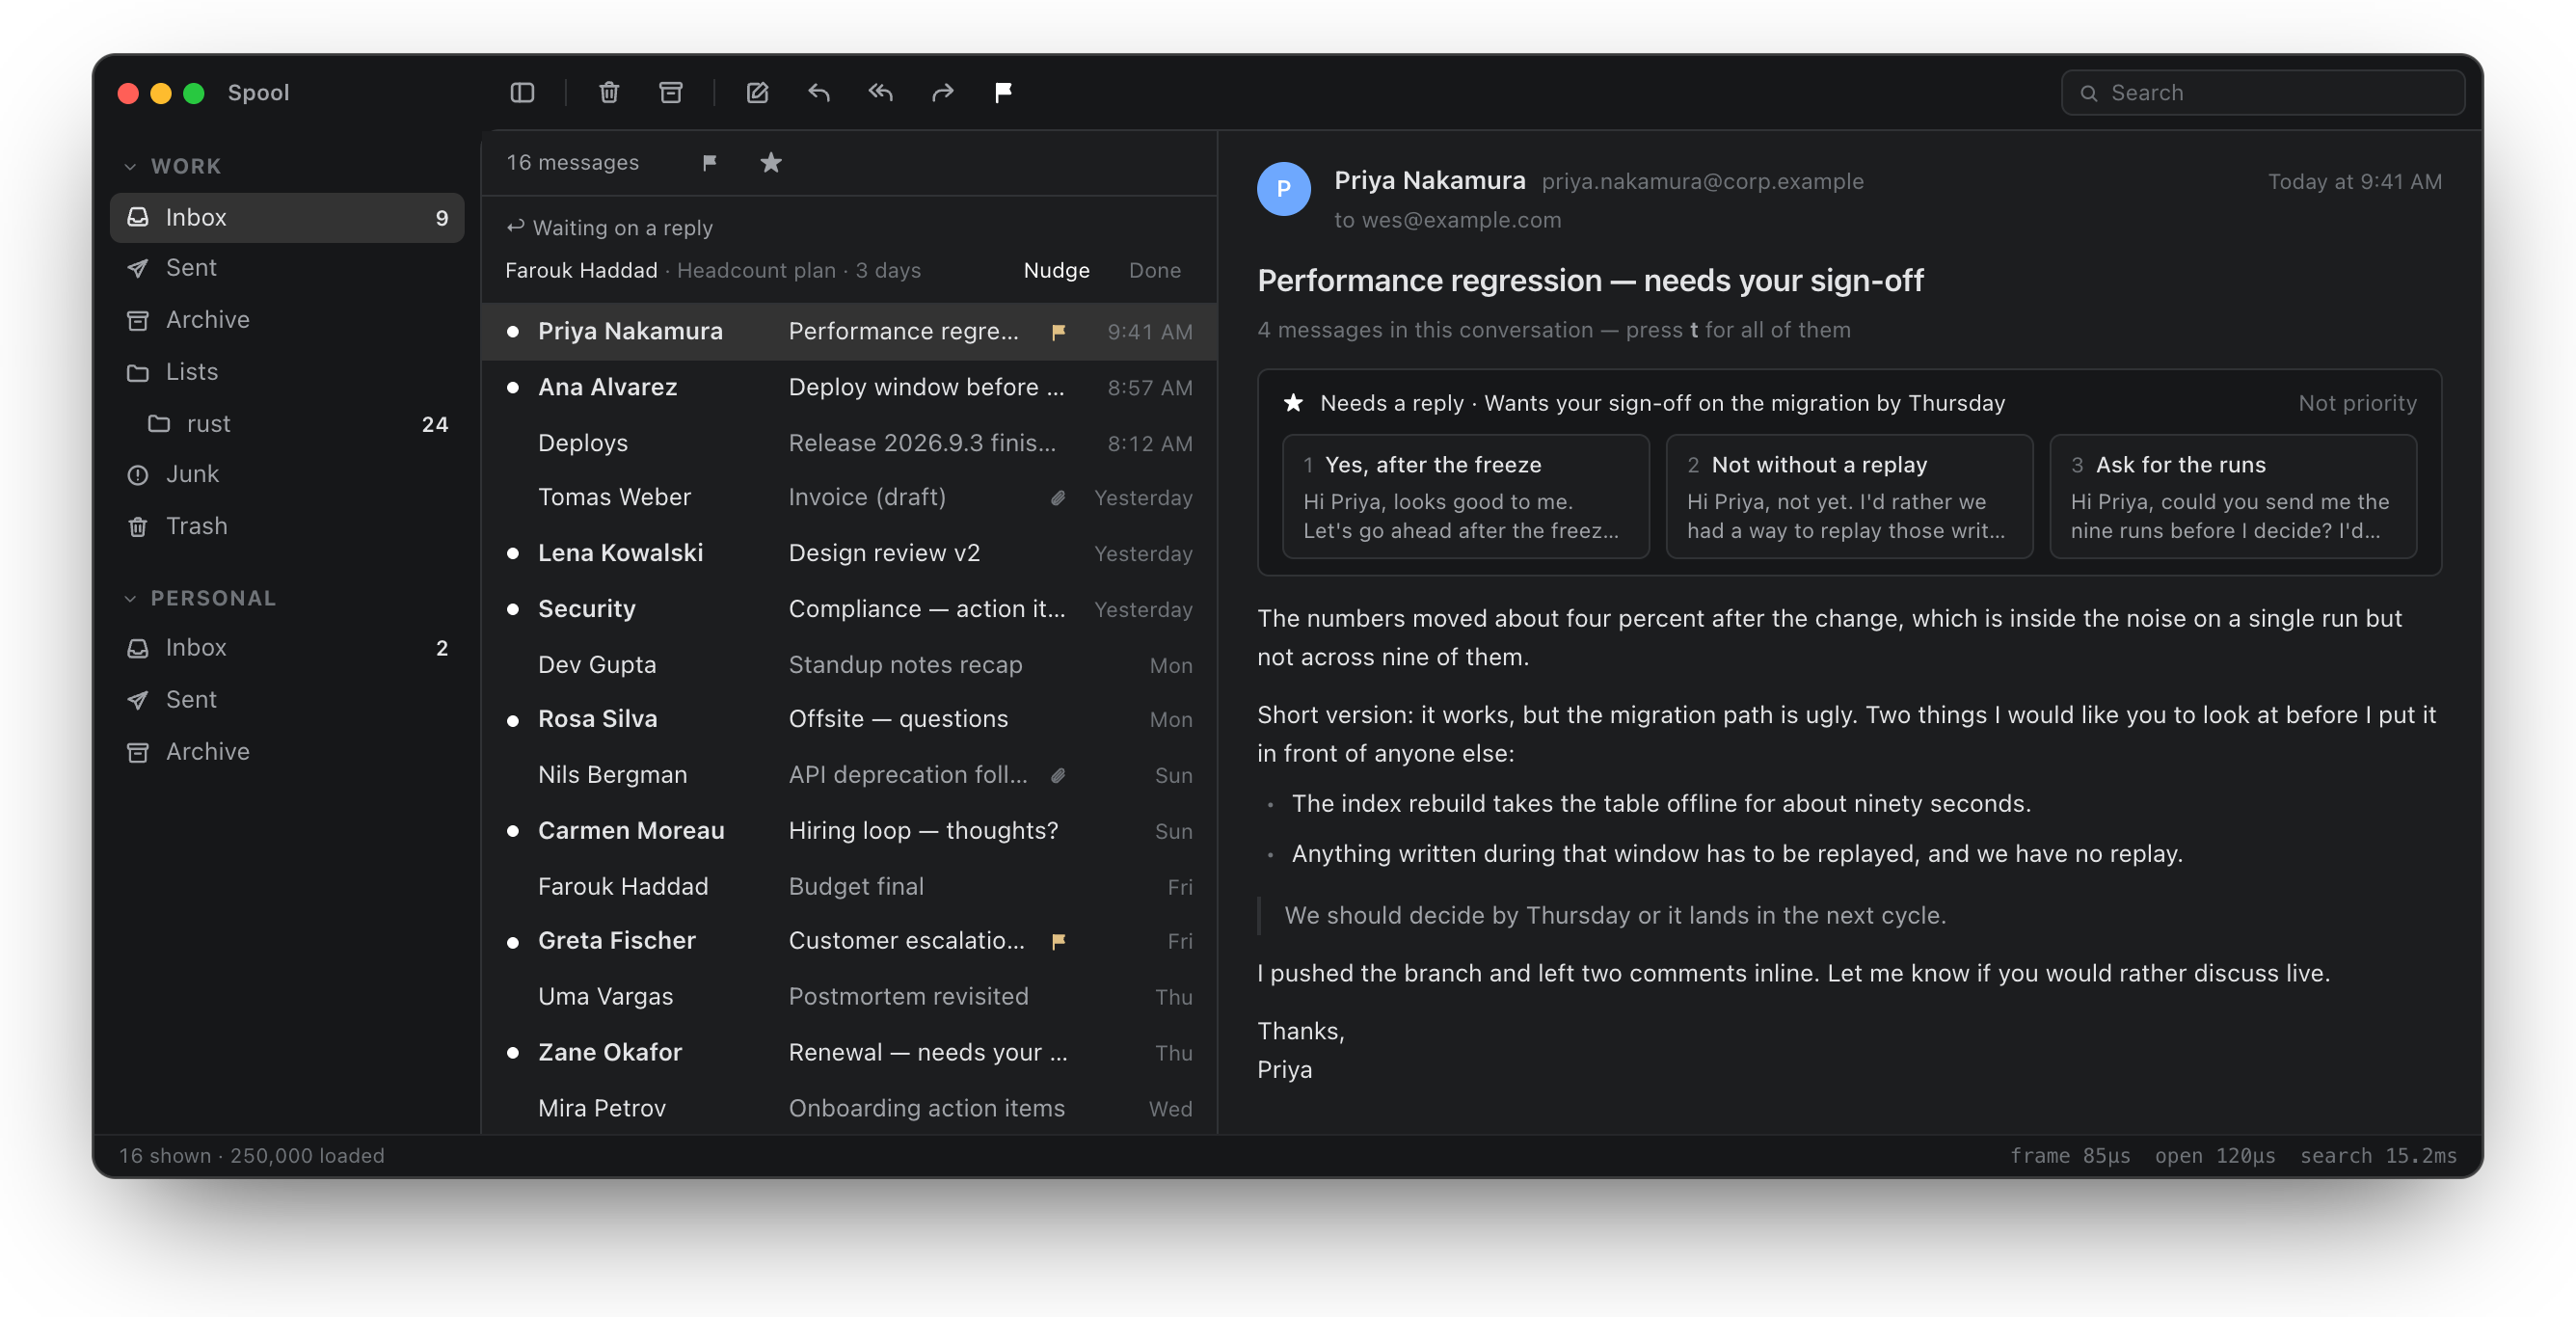 Spool
Search
WORK
Inbox 9
Sent
Archive
Lists
rust 24
Junk
Trash
PERSONAL
Inbox 2
Sent
Archive
16 messages
Waiting on a reply
Farouk Haddad · Headcount plan · 3 days Nudge Done
Priya Nakamura Performance regre... 9:41 AM
Ana Alvarez Deploy window before ... 8:57 AM
Deploys Release 2026.9.3 finis... 8:12 AM
Tomas Weber Invoice (draft) Yesterday
Lena Kowalski Design review v2 Yesterday
Security Compliance — action it... Yesterday
Dev Gupta Standup notes recap Mon
Rosa Silva Offsite — questions Mon
Nils Bergman API deprecation foll... Sun
Carmen Moreau Hiring loop — thoughts? Sun
Farouk Haddad Budget final Fri
Greta Fischer Customer escalatio... Fri
Uma Vargas Postmortem revisited Thu
Zane Okafor Renewal — needs your ... Thu
Mira Petrov Onboarding action items Wed
P
Priya Nakamura priya.nakamura@corp.example Today at 9:41 AM
to wes@example.com
Performance regression — needs your sign-off
4 messages in this conversation — press t for all of them
Needs a reply · Wants your sign-off on the migration by Thursday Not priority
1 Yes, after the freeze
Hi Priya, looks good to me.
Let's go ahead after the freez...
2 Not without a replay
Hi Priya, not yet. I'd rather we
had a way to replay those writ...
3 Ask for the runs
Hi Priya, could you send me the
nine runs before I decide? I'd...
The numbers moved about four percent after the change, which is inside the noise on a single run but
not across nine of them.
Short version: it works, but the migration path is ugly. Two things I would like you to look at before I put it
in front of anyone else:
• The index rebuild takes the table offline for about ninety seconds.
• Anything written during that window has to be replayed, and we have no replay.
We should decide by Thursday or it lands in the next cycle.
I pushed the branch and left two comments inline. Let me know if you would rather discuss live.
Thanks,
Priya
16 shown · 250,000 loaded
frame 85µs open 120µs search 15.2ms